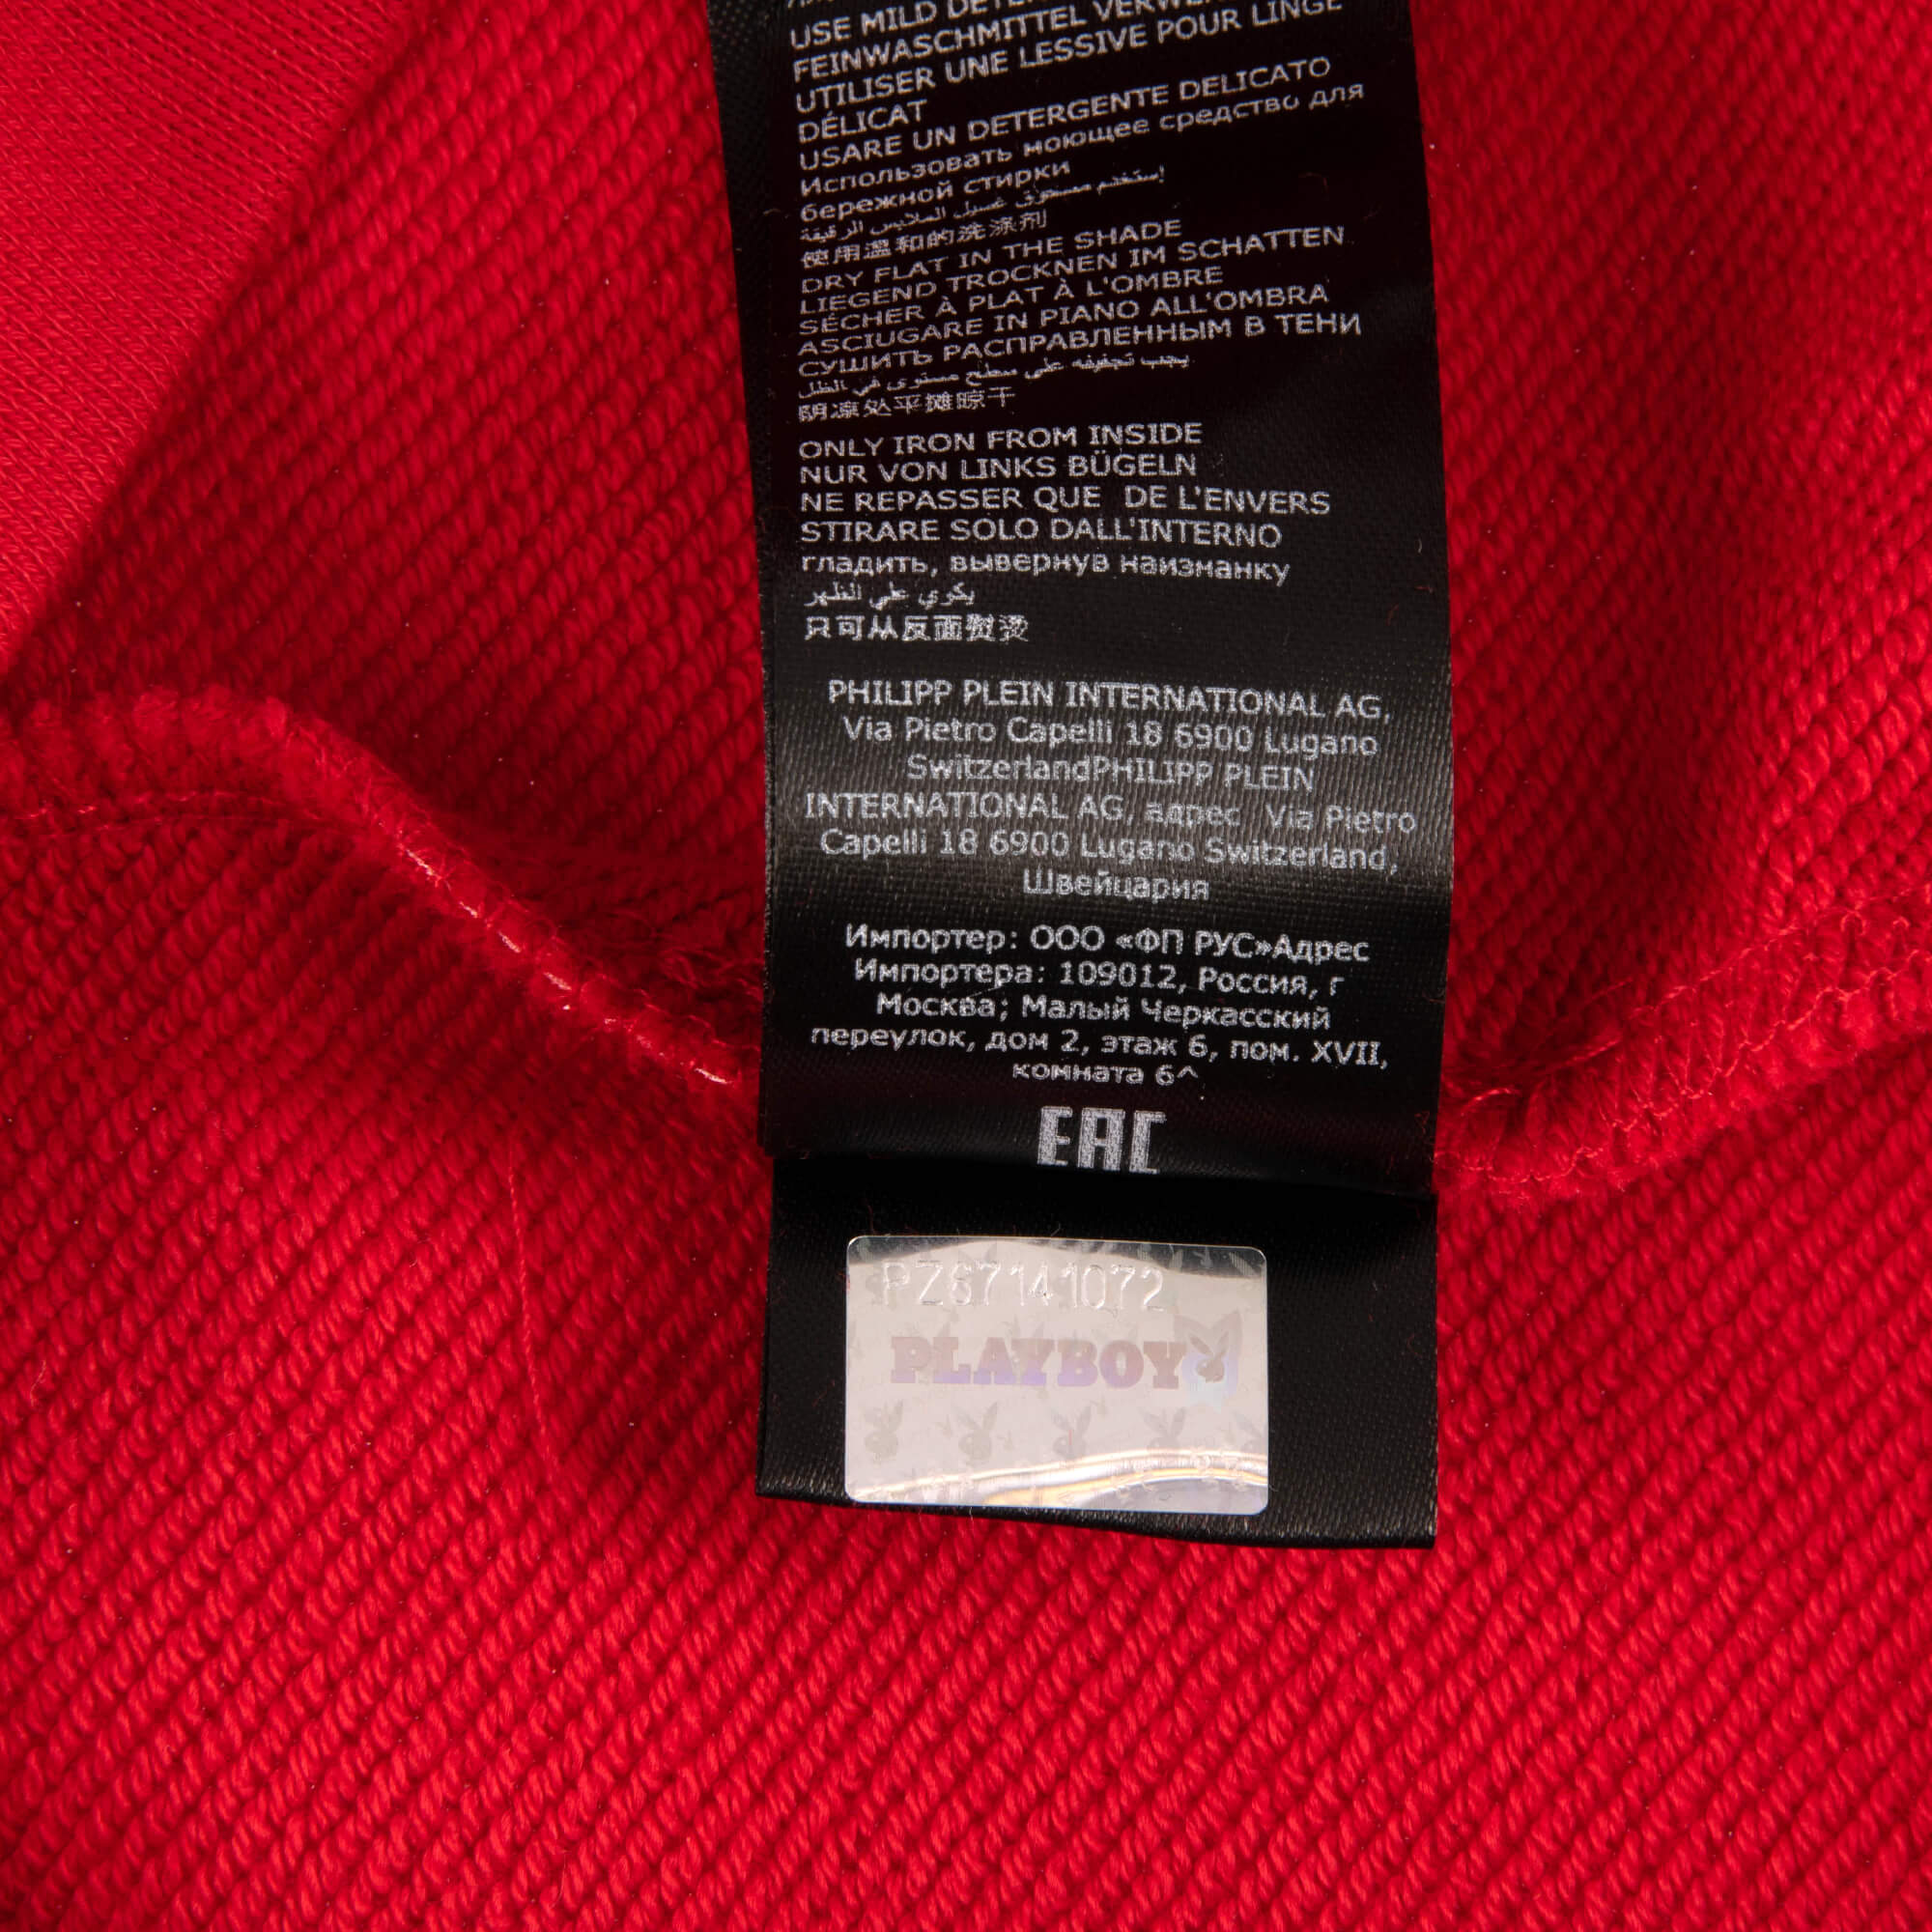 USE MILD
FEINWASCHMITTEL
UTILISER UNE LESSIVE POUR LINGE
DÉLICAT
USARE UN DETERGENTE DELICATO
Использовать моющее средство для
бережной стирки
إستخدم مسحوق غسيل الملابس الرقيقة
使用温和的洗涤剂
DRY FLAT IN THE SHADE
LIEGEND TROCKNEN IM SCHATTEN
SÉCHER À PLAT À L'OMBRE
ASCIUGARE IN PIANO ALL'OMBRA
СУШИТЬ РАСПРАВЛЕННЫМ В ТЕНИ
يجب تجفيفه على سطح مستوى في الظل
阴凉处平摊晾干
ONLY IRON FROM INSIDE
NUR VON LINKS BÜGELN
NE REPASSER QUE DE L'ENVERS
STIRARE SOLO DALL'INTERNO
гладить, вывернув наизнанку
يكوي على الظهر
只可从反面熨烫
PHILIPP PLEIN INTERNATIONAL AG,
Via Pietro Capelli 18 6900 Lugano
SwitzerlandPHILIPP PLEIN
INTERNATIONAL AG, адрес Via Pietro
Capelli 18 6900 Lugano Switzerland,
Швейцария
Импортер: ООО «ФП РУС»Адрес
Импортера: 109012, Россия, г
Москва; Малый Черкасский
переулок, дом 2, этаж 6, пом. XVII,
комната 6^
EAC
PZ87141072
PLAYBOY